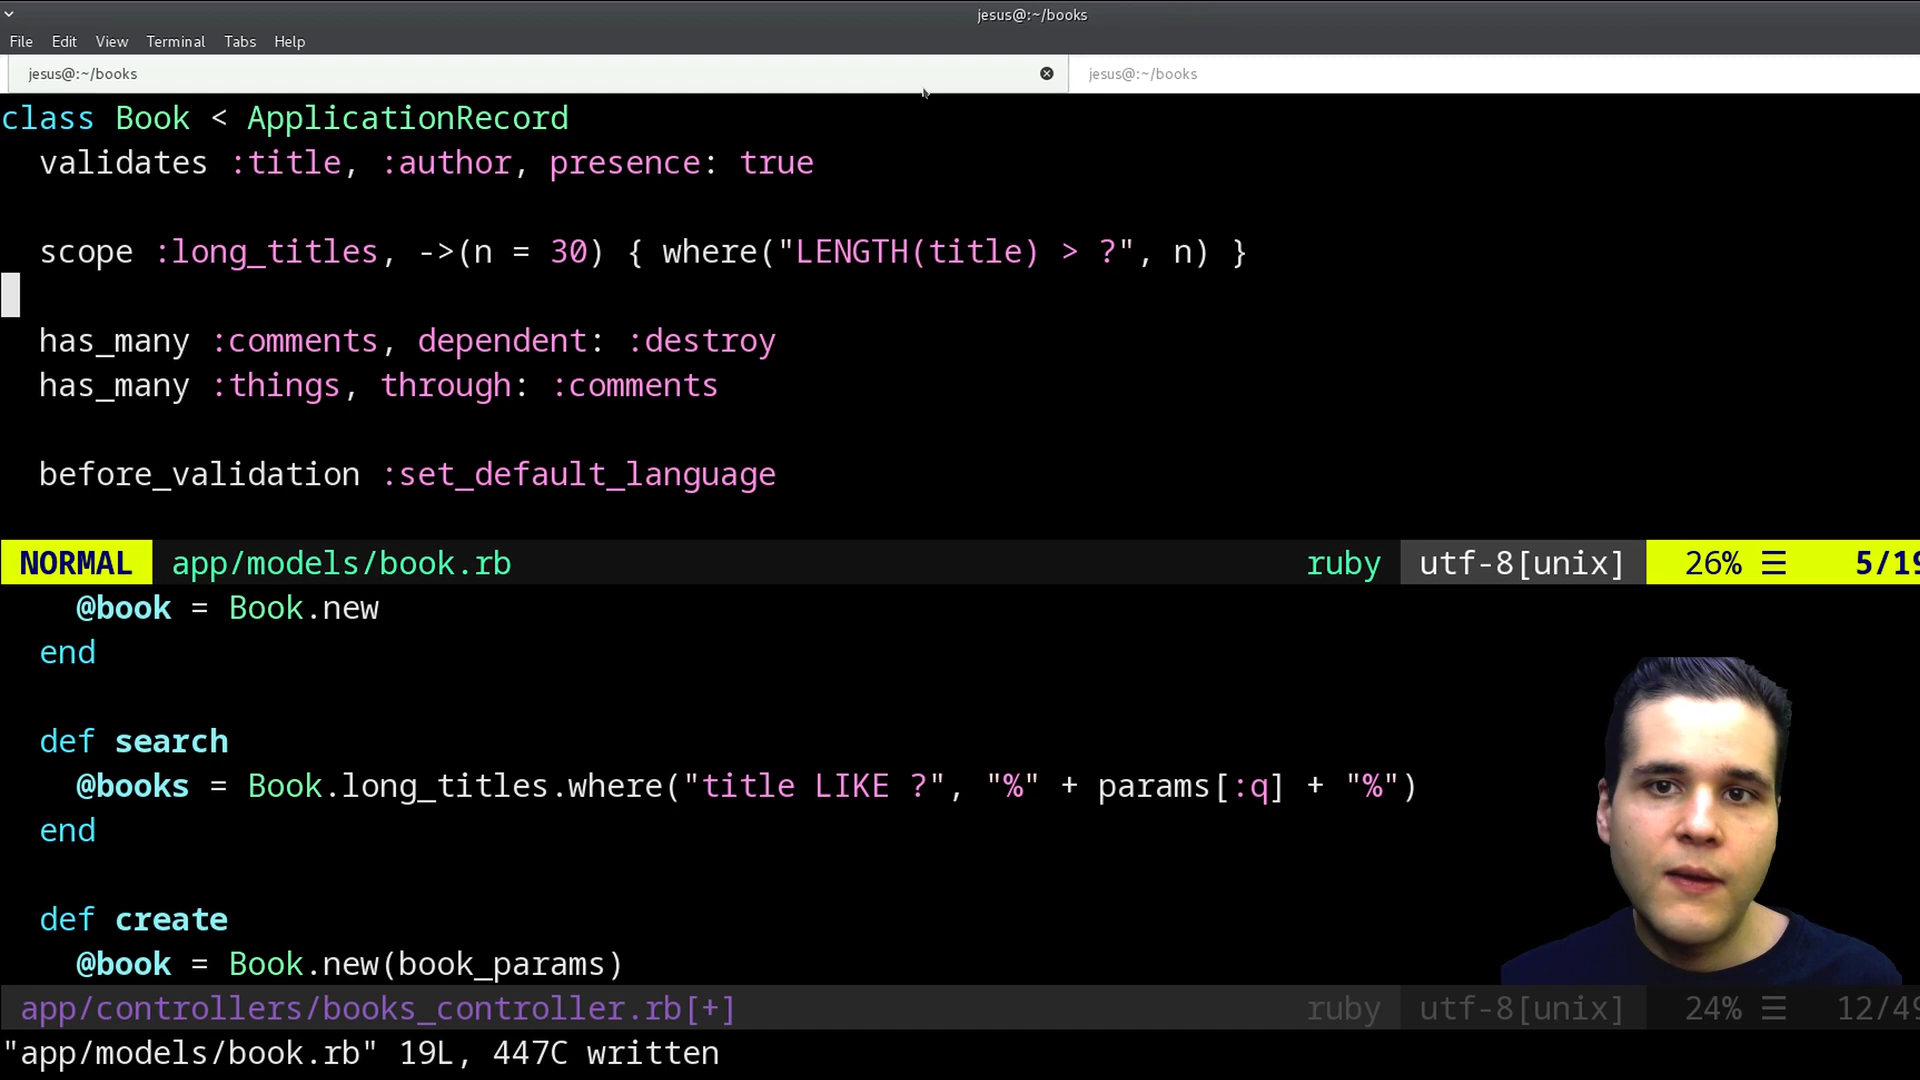 jesus@:~/books
File Edit View Terminal Tabs Help
jesus@:~/books jesus@:~/books
class Book < ApplicationRecord
  validates :title, :author, presence: true
  scope :long_titles, ->(n = 30) { where("LENGTH(title) > ?", n) }
  has_many :comments, dependent: :destroy
  has_many :things, through: :comments
  before_validation :set_default_language
NORMAL app/models/book.rb ruby utf-8[unix] 26% ☰ 5/19
    @book = Book.new
  end
  def search
    @books = Book.long_titles.where("title LIKE ?", "%" + params[:q] + "%")
  end
  def create
    @book = Book.new(book_params)
app/controllers/books_controller.rb[+] ruby utf-8[unix] 24% ☰ 12/49
"app/models/book.rb" 19L, 447C written